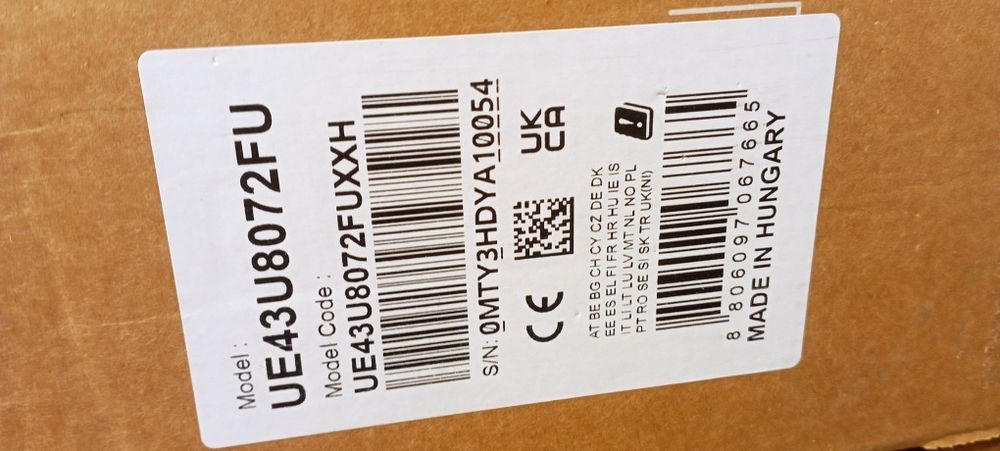 Model :
UE43U8072FU
Model Code :
UE43U8072FUXXH
S/N: 0MTY3HDYA10054
CE
UK
CA
AT BE BG CH CY CZ DE DK
EE ES EL FI FR HR HU IE IS
IT LI LT LU LV MT NL NO PL
PT RO SE SI SK TR UK(NI)
8 806097 067665
MADE IN HUNGARY